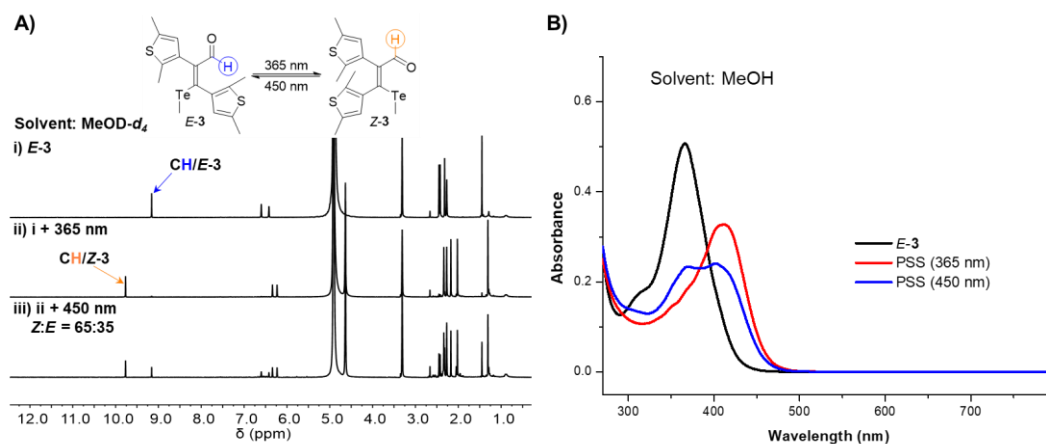 A)
S
O
H
Te
S
E-3
365 nm
450 nm
H
S
O
S
Te
Z-3
Solvent: MeOD-d4
i) E-3
CH/E-3
ii) i + 365 nm
CH/Z-3
iii) ii + 450 nm
Z:E = 65:35
12.0 11.0 10.0 9.0 8.0 7.0 6.0 5.0 4.0 3.0 2.0 1.0
δ (ppm)
B)
Solvent: MeOH
Absorbance
0.6
0.4
0.2
0.0
E-3
PSS (365 nm)
PSS (450 nm)
300 400 500 600 700
Wavelength (nm)